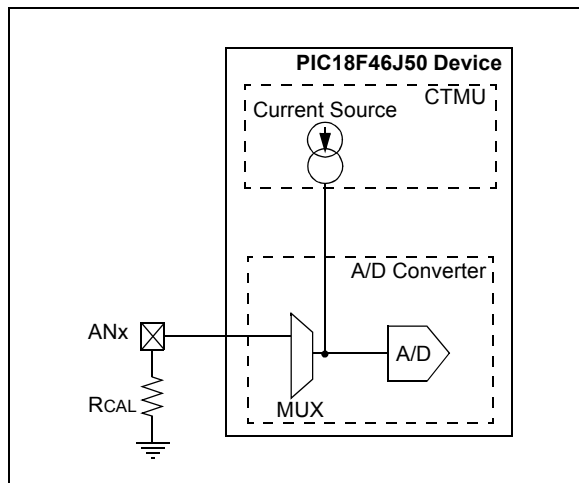 PIC18F46J50 Device
CTMU
Current Source
A/D Converter
ANx
A/D
RCAL
MUX